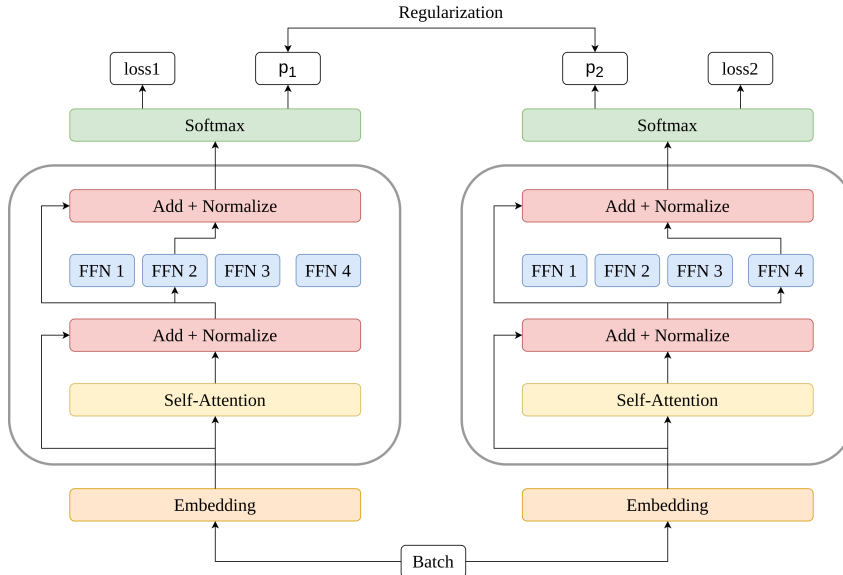 Regularization
loss1 p1 p2 loss2
Softmax Softmax
Add + Normalize Add + Normalize
FFN 1 FFN 2 FFN 3 FFN 4 FFN 1 FFN 2 FFN 3 FFN 4
Add + Normalize Add + Normalize
Self-Attention Self-Attention
Embedding Embedding
Batch